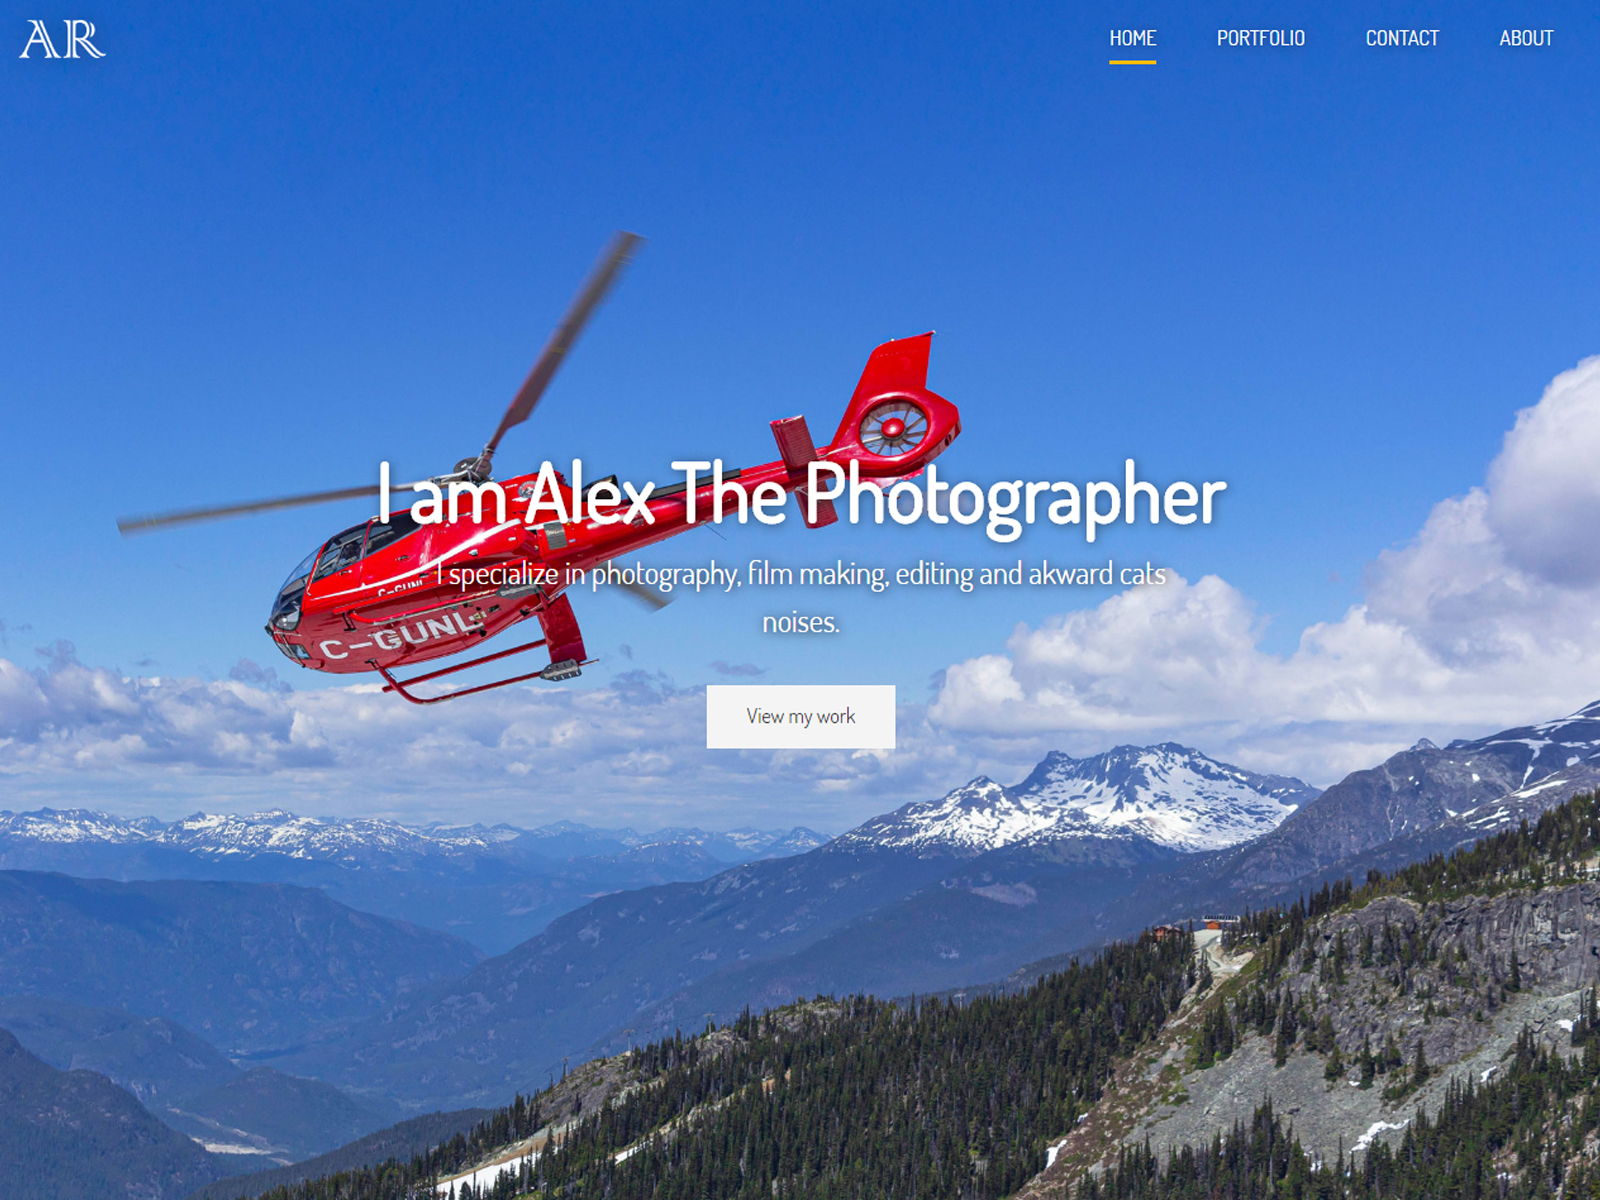 AR
HOME PORTFOLIO CONTACT ABOUT
I am Alex The Photographer
I specialize in photography, film making, editing and akward cats
noises.
C-GUNL
C-GUNL
View my work